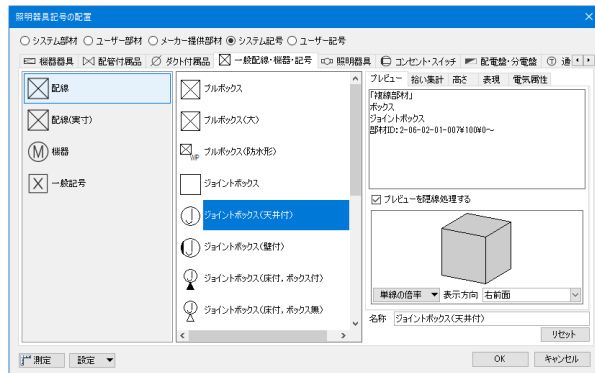 照明器具記号の配置
システム部材 ユーザー部材 メーカー提供部材 システム記号 ユーザー記号
機器器具 配管付属品 ダクト付属品 一般配線・機器・記号 照明器具 コンセント・スイッチ 配電盤・分電盤 通
配線
配線(実寸)
M 機器
X 一般記号
プルボックス
プルボックス(大)
WP プルボックス(防水形)
ジョイントボックス
J ジョイントボックス(天井付)
J ジョイントボックス(壁付)
J ジョイントボックス(床付, ボックス付)
J ジョイントボックス(床付, ボックス無)
プレビュー 拾い集計 高さ 表現 電気属性
「複線部材」
ボックス
ジョイントボックス
部材ID:2-06-02-01-007¥100¥0~
プレビューを隠線処理する
単線の倍率 表示方向 右前面
名称 ジョイントボックス(天井付)
リセット
測定 設定 OK キャンセル